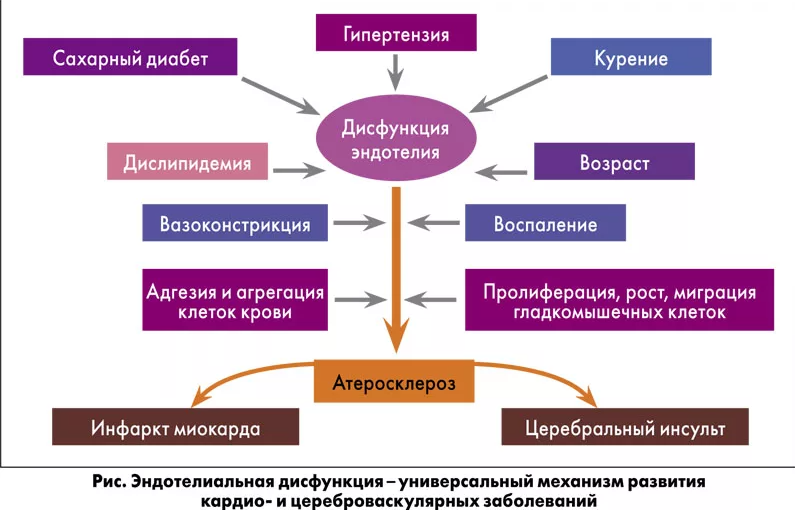 Гипертензия
Сахарный диабет
Курение
Дисфункция
эндотелия
Дислипидемия
Возраст
Вазоконстрикция
Воспаление
Адгезия и агрегация
клеток крови
Пролиферация, рост, миграция
гладкомышечных клеток
Атеросклероз
Инфаркт миокарда
Церебральный инсульт
Рис. Эндотелиальная дисфункция – универсальный механизм развития
кардио- и цереброваскулярных заболеваний